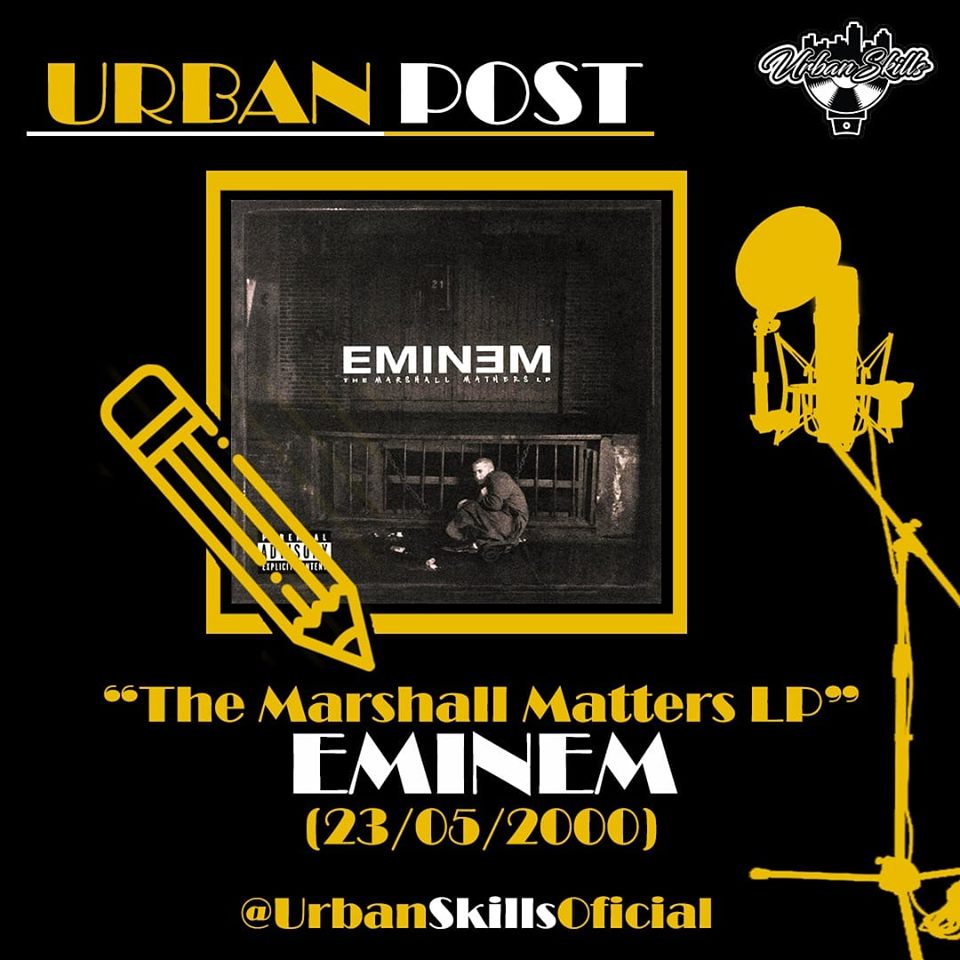 URBAN POST
Urban Skills
21
EMINEM
THE MARSHALL MATHERS LP
PARENTAL
ADVISORY
EXPLICIT CONTENT
“The Marshall Matters LP”
EMINEM
(23/05/2000)
@UrbanSkillsOficial